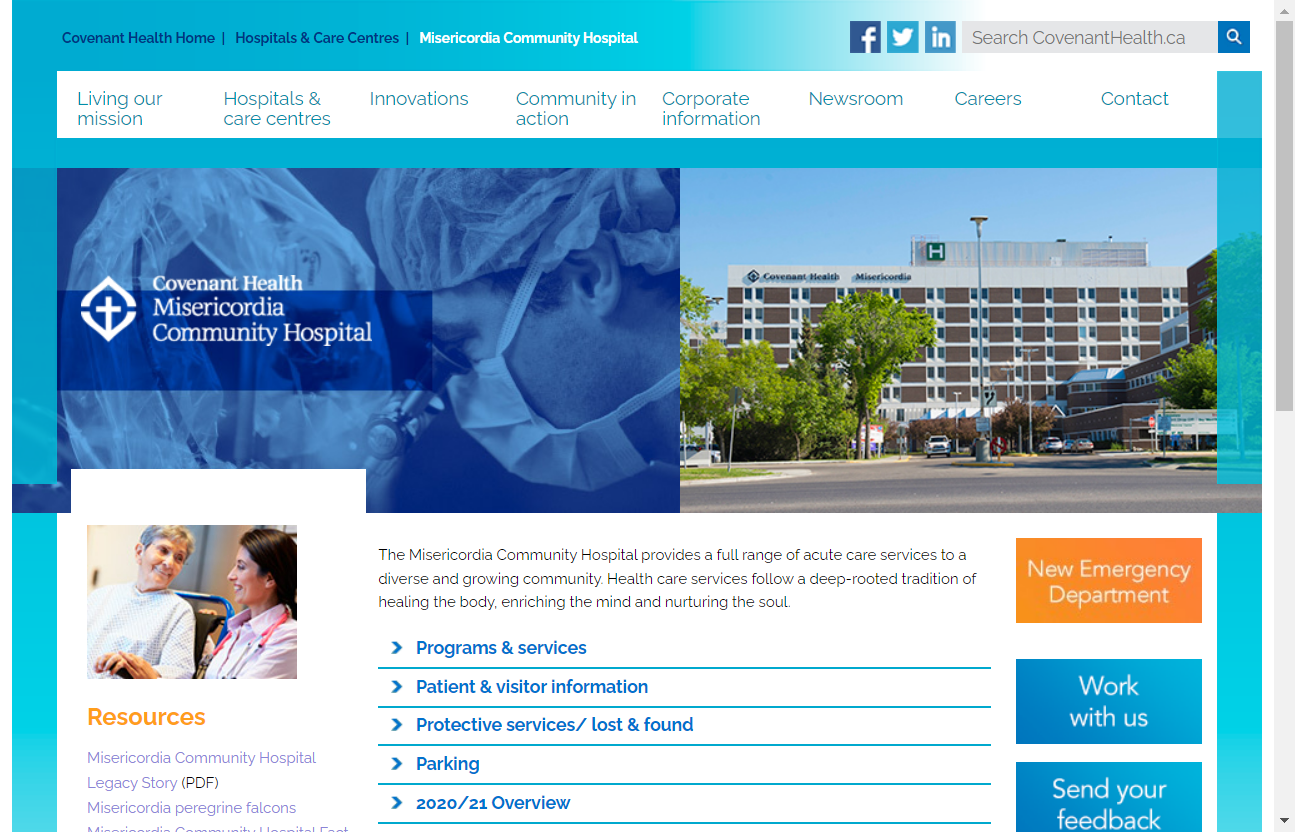 Covenant Health Home | Hospitals & Care Centres | Misericordia Community Hospital
Search CovenantHealth.ca
Living our
mission
Hospitals &
care centres
Innovations
Community in
action
Corporate
information
Newsroom
Careers
Contact
Covenant Health
Misericordia
Community Hospital
H
Covenant Health Misericordia
The Misericordia Community Hospital provides a full range of acute care services to a
diverse and growing community. Health care services follow a deep-rooted tradition of
healing the body, enriching the mind and nurturing the soul.
Programs & services
Patient & visitor information
Protective services/ lost & found
Parking
2020/21 Overview
Resources
Misericordia Community Hospital
Legacy Story (PDF)
Misericordia peregrine falcons
Misericordia Community Hospital Fact
New Emergency
Department
Work
with us
Send your
feedback